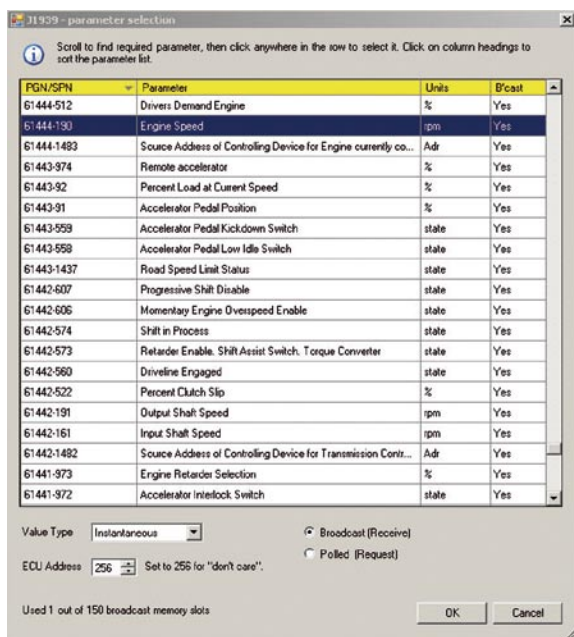 J1939 - parameter selection
Scroll to find required parameter, then click anywhere in the row to select it. Click on column headings to
sort the parameter list.
PGN/SPN Parameter Units B'cast
61444-512 Drivers Demand Engine % Yes
61444-190 Engine Speed rpm Yes
61444-1483 Source Address of Controlling Device for Engine currently co... Adr Yes
61443-974 Remote accelerator % Yes
61443-92 Percent Load at Current Speed % Yes
61443-91 Accelerator Pedal Position % Yes
61443-559 Accelerator Pedal Kickdown Switch state Yes
61443-558 Accelerator Pedal Low Idle Switch state Yes
61443-1437 Road Speed Limit Status state Yes
61442-607 Progressive Shift Disable state Yes
61442-606 Momentary Engine Overspeed Enable state Yes
61442-574 Shift in Process state Yes
61442-573 Retarder Enable. Shift Assist Switch. Torque Converter state Yes
61442-560 Driveline Engaged state Yes
61442-522 Percent Clutch Slip % Yes
61442-191 Output Shaft Speed rpm Yes
61442-161 Input Shaft Speed rpm Yes
61442-1482 Source Address of Controlling Device for Transmission Contr... Adr Yes
61441-973 Engine Retarder Selection % Yes
61441-972 Accelerator Interlock Switch state Yes
Value Type Instantaneous Broadcast (Receive)
Polled (Request)
ECU Address 256 Set to 256 for "don't care".
Used 1 out of 150 broadcast memory slots OK Cancel